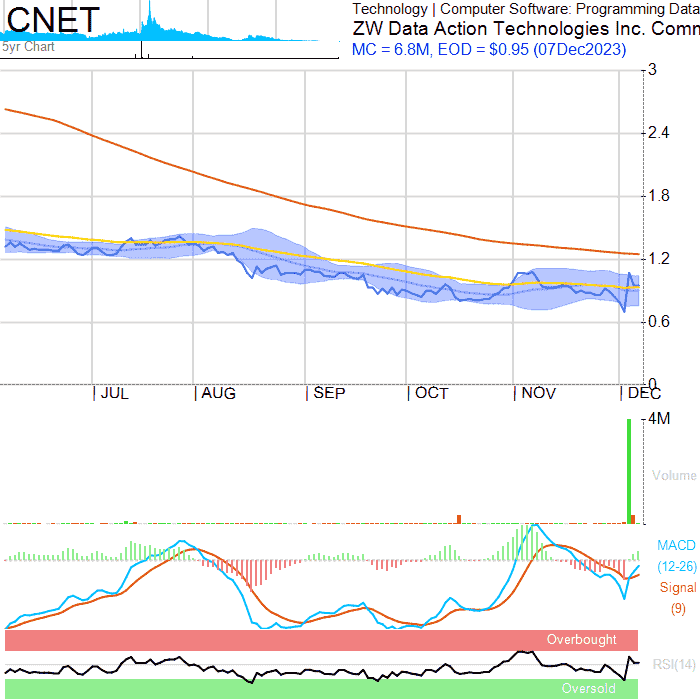 CNET
5yr Chart
Technology | Computer Software: Programming Data
ZW Data Action Technologies Inc. Comm
MC = 6.8M, EOD = $0.95 (07Dec2023)
3
2.4
1.8
1.2
0.6
0
JUL AUG SEP OCT NOV DEC
4M
Volume
MACD
(12-26)
Signal
(9)
Overbought
RSI(14)
Oversold